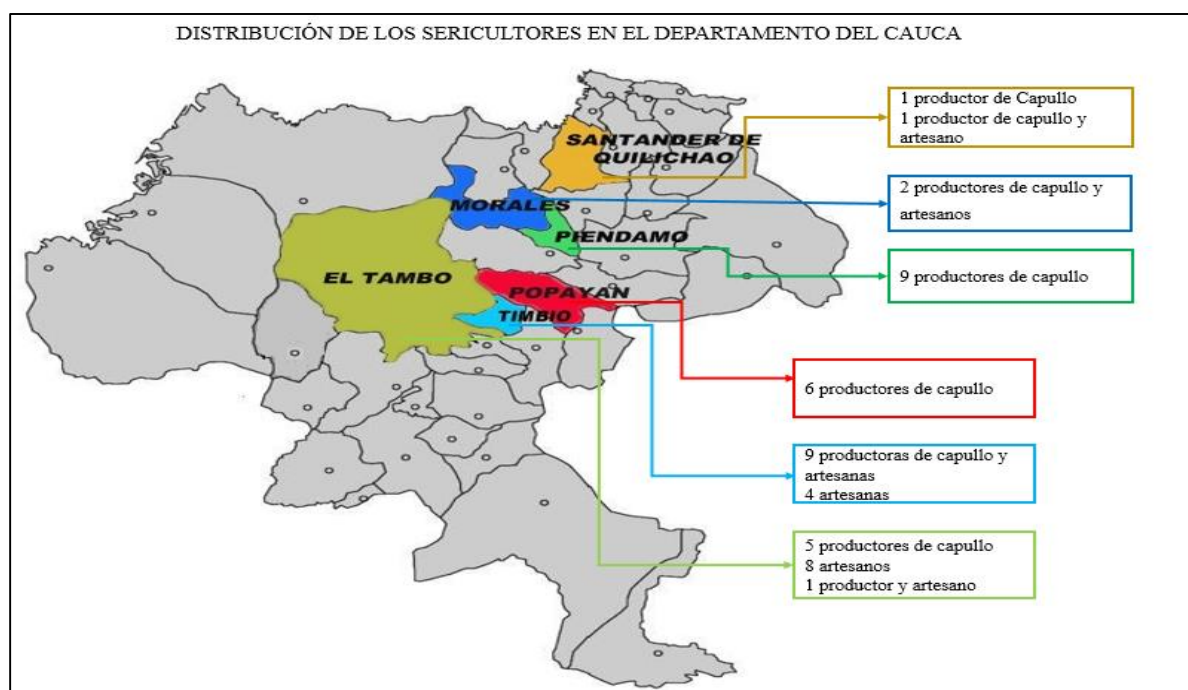 DISTRIBUCIÓN DE LOS SERICULTORES EN EL DEPARTAMENTO DEL CAUCA
1 productor de Capullo
1 productor de capullo y
artesano
SANTANDER DE
QUILICHAO
2 productores de capullo y
artesanos
MORALES
PIENDAMO
9 productores de capullo
EL TAMBO
POPAYAN
TIMBIO
6 productores de capullo
9 productoras de capullo y
artesanas
4 artesanas
5 productores de capullo
8 artesanos
1 productor y artesano